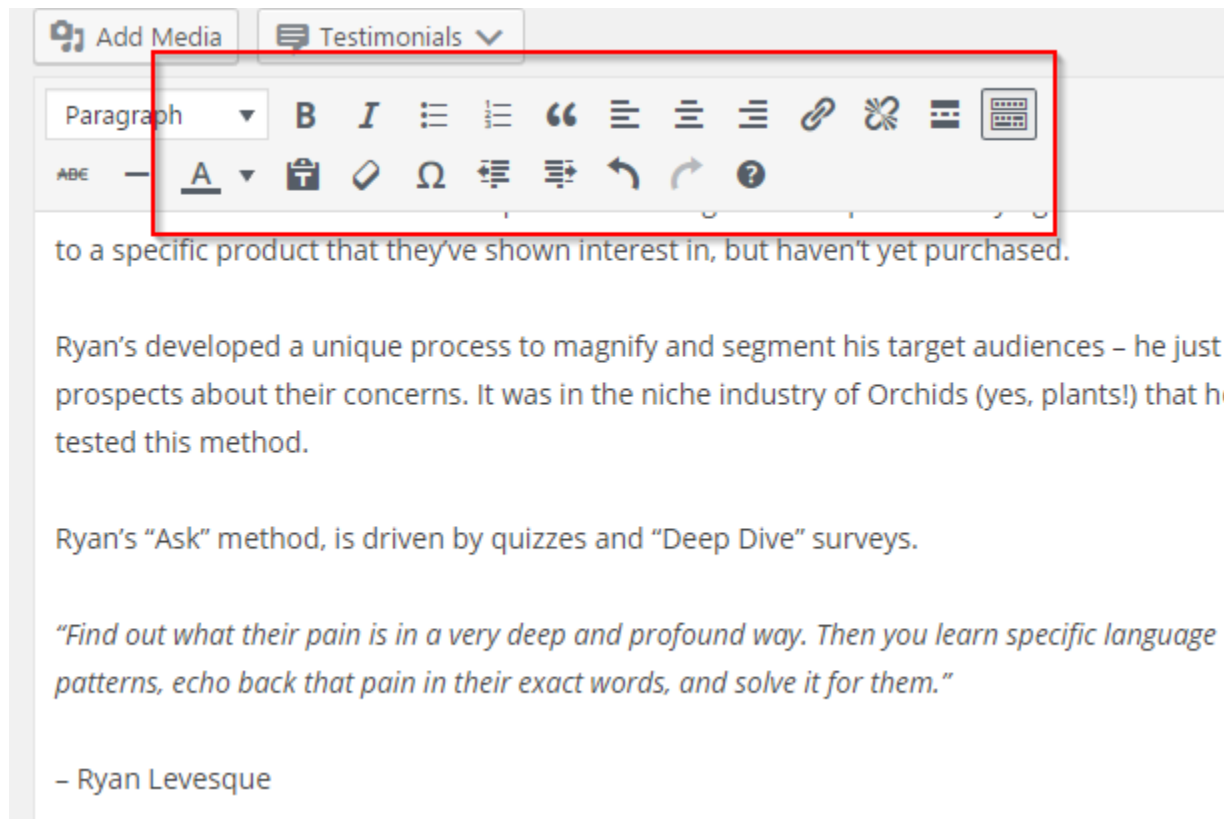 Add Media Testimonials
Paragraph B I
ABE A T Ω ?
to a specific product that they’ve shown interest in, but haven’t yet purchased.
Ryan’s developed a unique process to magnify and segment his target audiences – he just
prospects about their concerns. It was in the niche industry of Orchids (yes, plants!) that
tested this method.
Ryan’s “Ask” method, is driven by quizzes and “Deep Dive” surveys.
“Find out what their pain is in a very deep and profound way. Then you learn specific language
patterns, echo back that pain in their exact words, and solve it for them.”
– Ryan Levesque